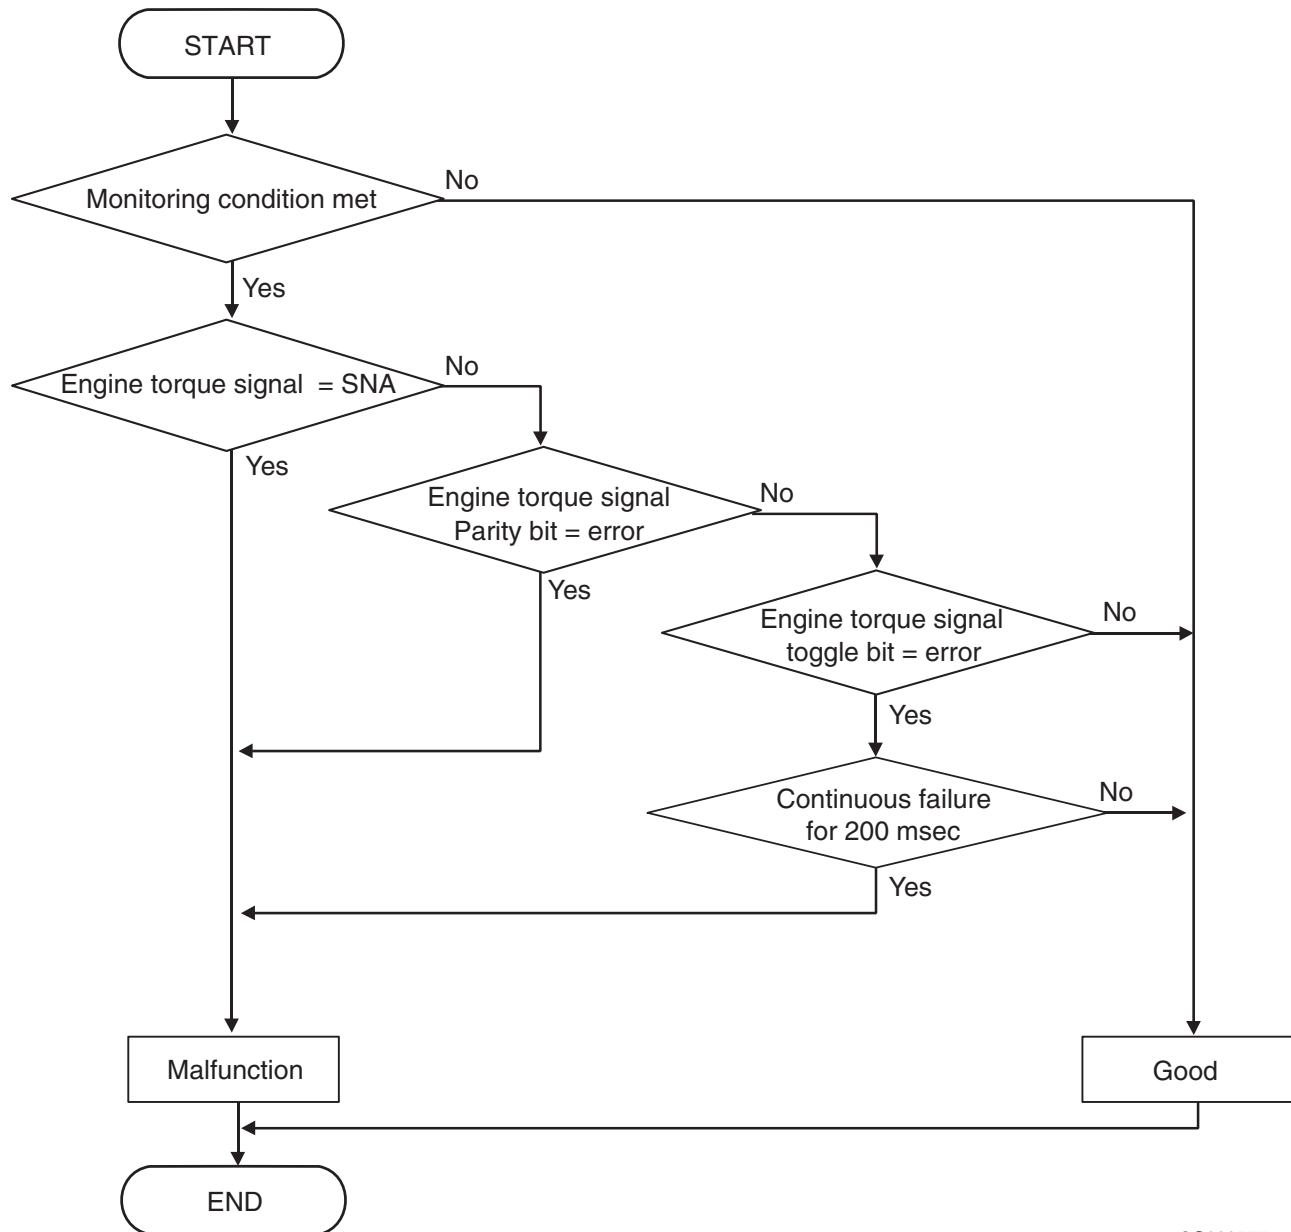 START
Monitoring condition met
No
Yes
Engine torque signal = SNA
No
Yes
Engine torque signal
Parity bit = error
No
Yes
Engine torque signal
toggle bit = error
No
Yes
Continuous failure
for 200 msec
No
Yes
Malfunction
Good
END